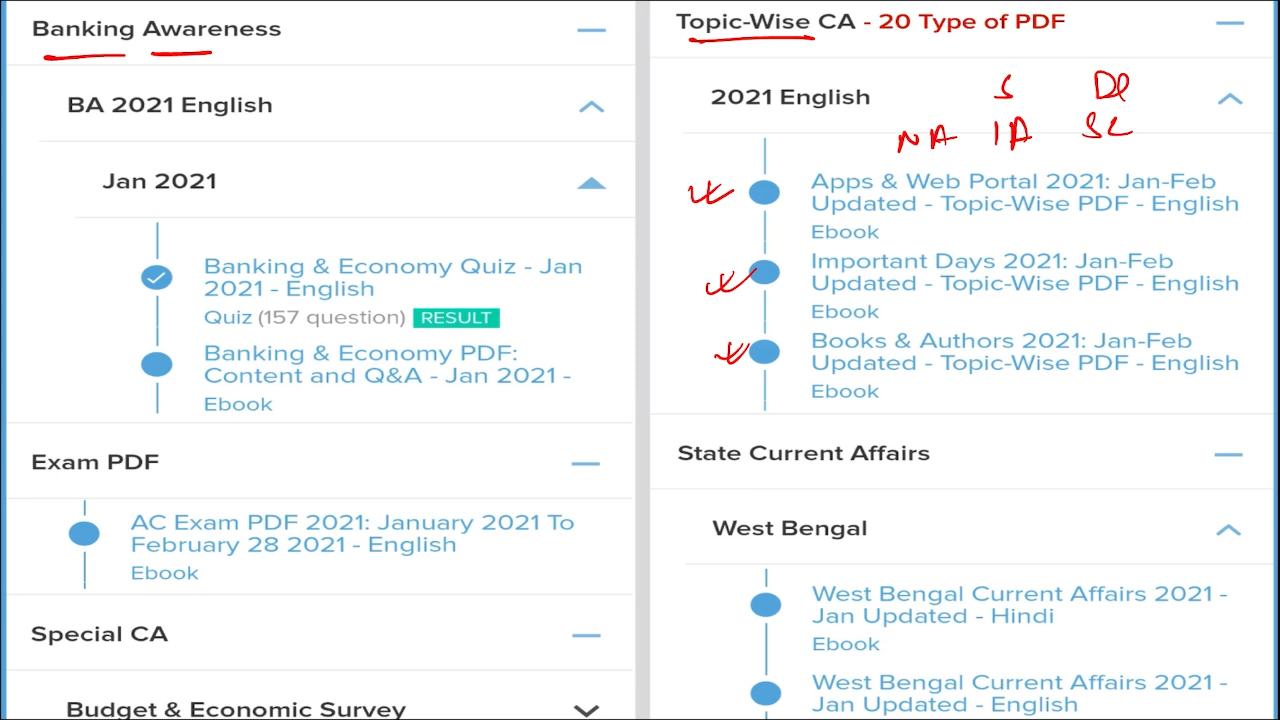 Banking Awareness
BA 2021 English
Jan 2021
Banking & Economy Quiz - Jan
2021 - English
Quiz (157 question) RESULT
Banking & Economy PDF:
Content and Q&A - Jan 2021 -
Ebook
Exam PDF
AC Exam PDF 2021: January 2021 To
February 28 2021 - English
Ebook
Special CA
Budget & Economic Survey
Topic-Wise CA - 20 Type of PDF
2021 English
S
NA IA
Apps & Web Portal 2021: Jan-Feb
Updated - Topic-Wise PDF - English
Ebook
Important Days 2021: Jan-Feb
Updated - Topic-Wise PDF - English
Ebook
Books & Authors 2021: Jan-Feb
Updated - Topic-Wise PDF - English
Ebook
State Current Affairs
West Bengal
West Bengal Current Affairs 2021 -
Jan Updated - Hindi
Ebook
West Bengal Current Affairs 2021 -
Jan Updated - English